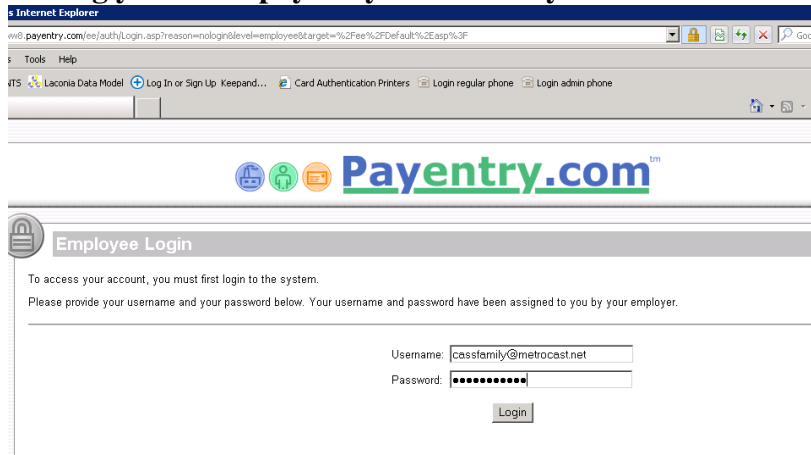 s Internet Explorer
ww8.payentry.com/ee/auth/Login.asp?reason=nologin&level=employee&target=%2Fee%2FDefault%2Easp%3F
Goo
s Tools Help
NTS Laconia Data Model Log In or Sign Up Keepand... Card Authentication Printers Login regular phone Login admin phone
Payentry.com™
Employee Login
To access your account, you must first login to the system.
Please provide your username and your password below. Your username and password have been assigned to you by your employer.
Username: cassfamily@metrocast.net
Password: •••••••••••
Login